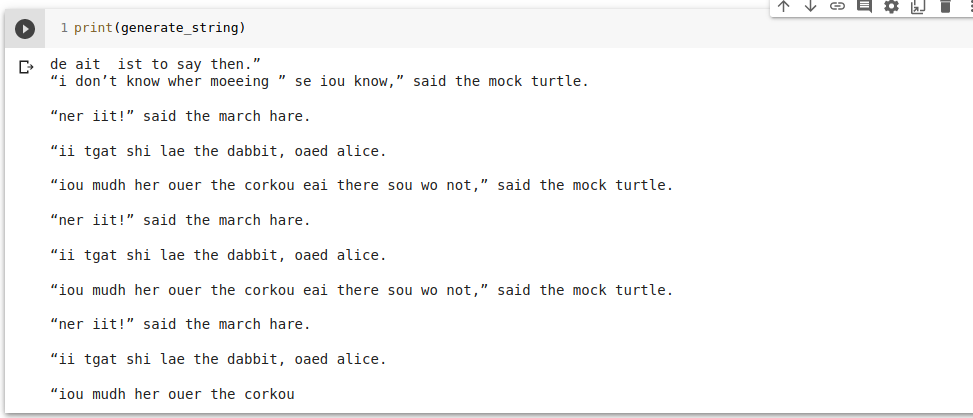 1 print(generate_string)
de ait  ist to say then.”
“i don’t know wher moeeing ” se iou know,” said the mock turtle.
“ner iit!” said the march hare.
“ii tgat shi lae the dabbit, oaed alice.
“iou mudh her ouer the corkou eai there sou wo not,” said the mock turtle.
“ner iit!” said the march hare.
“ii tgat shi lae the dabbit, oaed alice.
“iou mudh her ouer the corkou eai there sou wo not,” said the mock turtle.
“ner iit!” said the march hare.
“ii tgat shi lae the dabbit, oaed alice.
“iou mudh her ouer the corkou